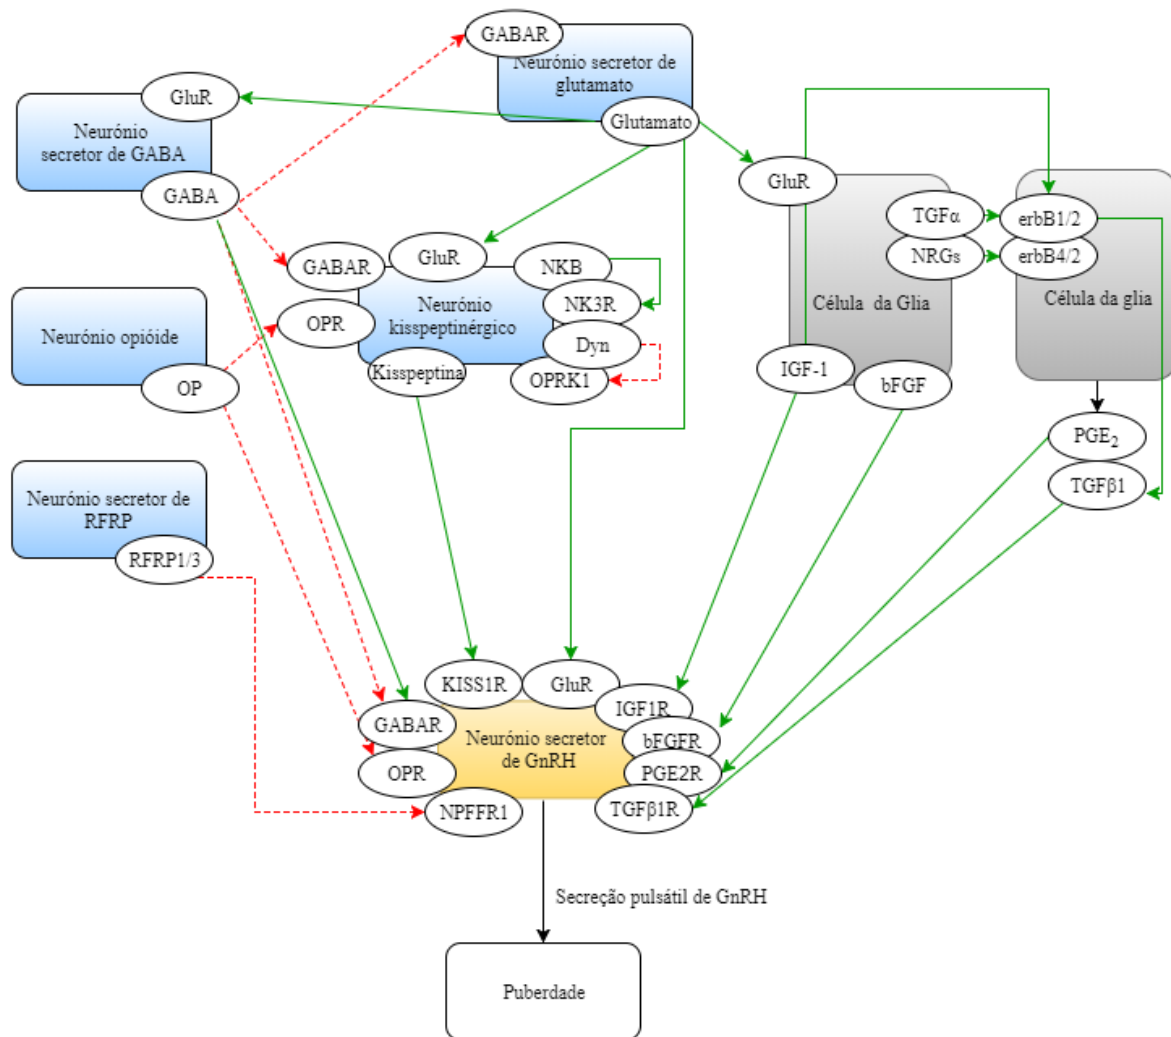 GABAR
Neurónio secretor de
glutamato
Glutamato
GluR
Neurónio
secretor de GABA
GABA
GluR
TGFα
NRGs
Célula da Glia
IGF-1
bFGF
erbB1/2
erbB4/2
Célula da glia
PGE2
TGFβ1
GABAR
GluR
NKB
NK3R
OPR
Neurónio
kisspeptinérgico
Dyn
Kisspeptina
OPRK1
Neurónio opióide
OP
Neurónio secretor de
RFRP
RFRP1/3
KISS1R
GluR
IGF1R
GABAR
bFGFR
Neurónio secretor
de GnRH
OPR
PGE2R
NPFFR1
TGFβ1R
Secreção pulsátil de GnRH
Puberdade